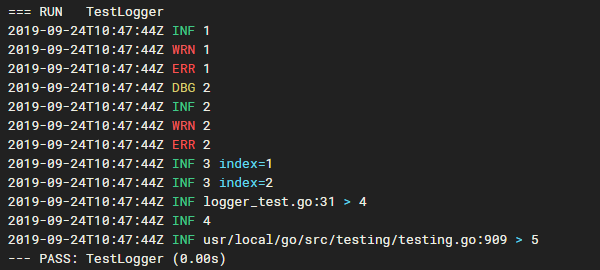 === RUN   TestLogger
2019-09-24T10:47:44Z INF 1
2019-09-24T10:47:44Z WRN 1
2019-09-24T10:47:44Z ERR 1
2019-09-24T10:47:44Z DBG 2
2019-09-24T10:47:44Z INF 2
2019-09-24T10:47:44Z WRN 2
2019-09-24T10:47:44Z ERR 2
2019-09-24T10:47:44Z INF 3 index=1
2019-09-24T10:47:44Z INF 3 index=2
2019-09-24T10:47:44Z INF logger_test.go:31 > 4
2019-09-24T10:47:44Z INF 4
2019-09-24T10:47:44Z INF usr/local/go/src/testing/testing.go:909 > 5
--- PASS: TestLogger (0.00s)